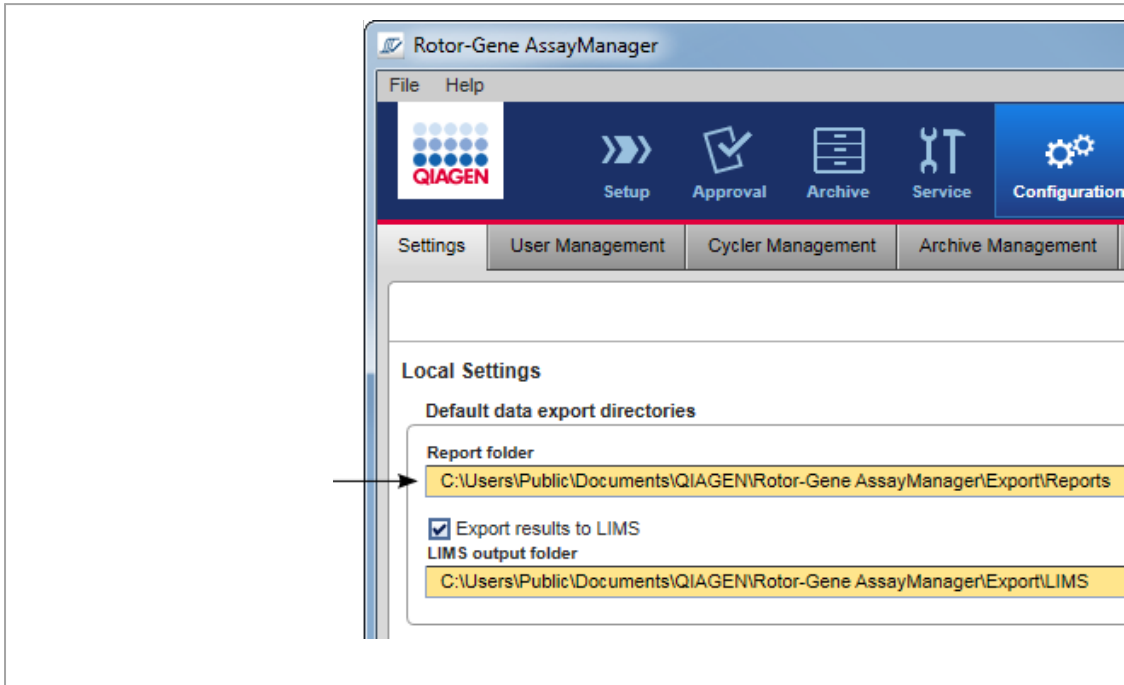 Rotor-Gene AssayManager
File Help
QIAGEN
Setup Approval Archive Service Configuration
Settings User Management Cycler Management Archive Management
Local Settings
Default data export directories
Report folder
C:\Users\Public\Documents\QIAGEN\Rotor-Gene AssayManager\Export\Reports
Export results to LIMS
LIMS output folder
C:\Users\Public\Documents\QIAGEN\Rotor-Gene AssayManager\Export\LIMS